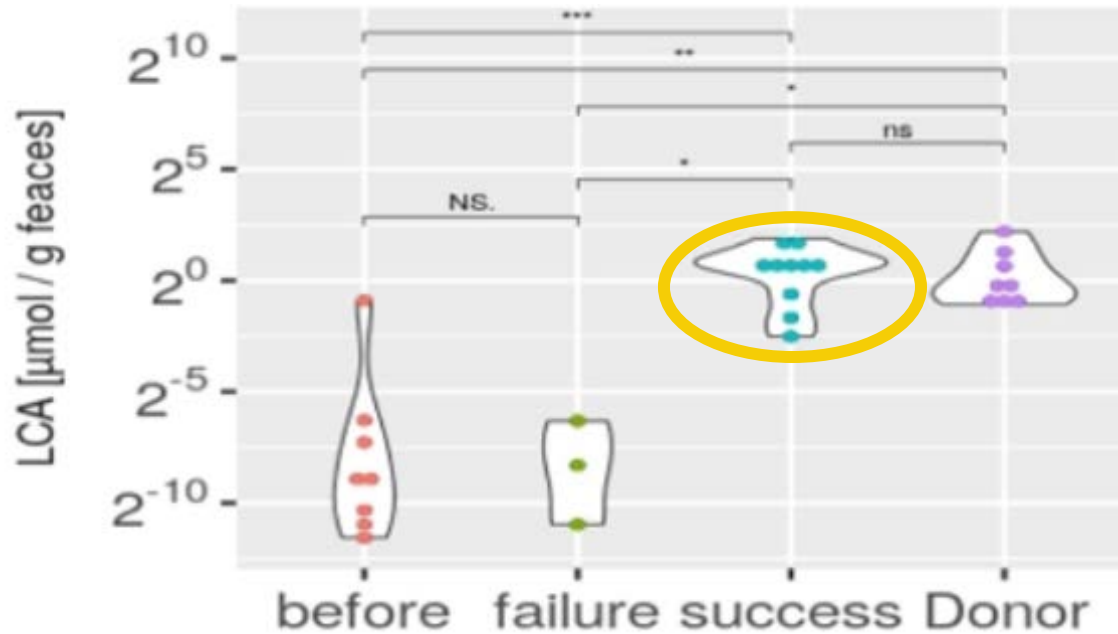 ***
**
2^10
*
ns
2^5
*
NS.
2^0
2^-5
2^-10
LCA [µmol / g feaces]
before failure success Donor